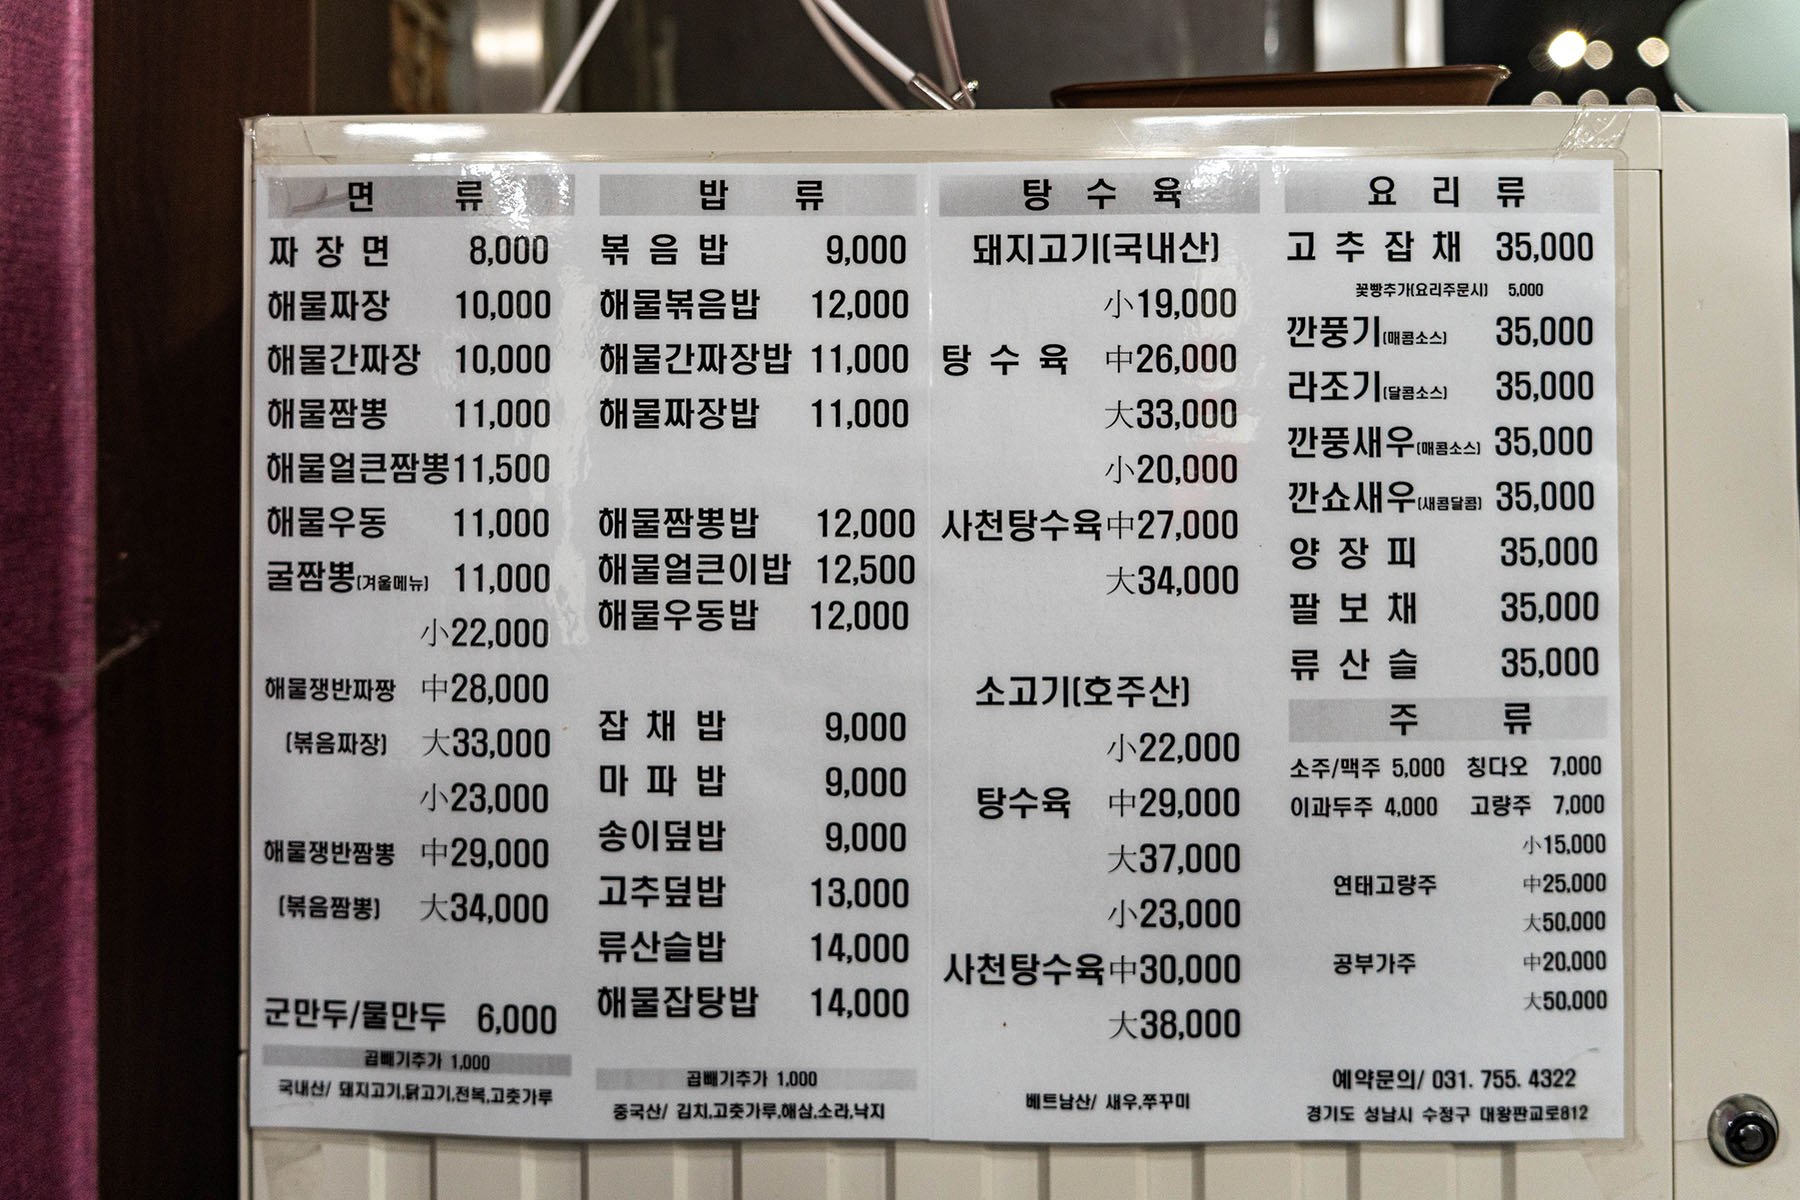 면 류
짜장면 8,000
해물짜장 10,000
해물간짜장 10,000
해물짬뽕 11,000
해물얼큰짬뽕 11,500
해물우동 11,000
굴짬뽕(겨울메뉴) 11,000
小22,000
해물쟁반짜짱 中28,000
(볶음짜장) 大33,000
小23,000
해물쟁반짬뽕 中29,000
(볶음짬뽕) 大34,000
군만두/물만두 6,000
곱빼기추가 1,000
국내산/ 돼지고기,닭고기,전복,고춧가루
밥 류
볶음밥 9,000
해물볶음밥 12,000
해물간짜장밥 11,000
해물짜장밥 11,000
해물짬뽕밥 12,000
해물얼큰이밥 12,500
해물우동밥 12,000
잡채밥 9,000
마파밥 9,000
송이덮밥 9,000
고추덮밥 13,000
류산슬밥 14,000
해물잡탕밥 14,000
곱빼기추가 1,000
중국산/ 김치,고춧가루,해삼,소라,낙지
탕 수 육
돼지고기(국내산)
小19,000
탕 수 육 中26,000
大33,000
小20,000
사천탕수육 中27,000
大34,000
소고기(호주산)
小22,000
탕수육 中29,000
大37,000
小23,000
사천탕수육 中30,000
大38,000
베트남산/ 새우,쭈꾸미
요 리 류
고추잡채 35,000
꽃빵추가(요리주문시) 5,000
깐풍기(매콤소스) 35,000
라조기(달콤소스) 35,000
깐풍새우(매콤소스) 35,000
깐쇼새우(새콤달콤) 35,000
양장피 35,000
팔보채 35,000
류산슬 35,000
주 류
소주/맥주 5,000 칭다오 7,000
이과두주 4,000 고량주 7,000
小15,000
연태고량주 中25,000
大50,000
공부가주 中20,000
大50,000
예약문의/ 031. 755. 4322
경기도 성남시 수정구 대왕판교로812